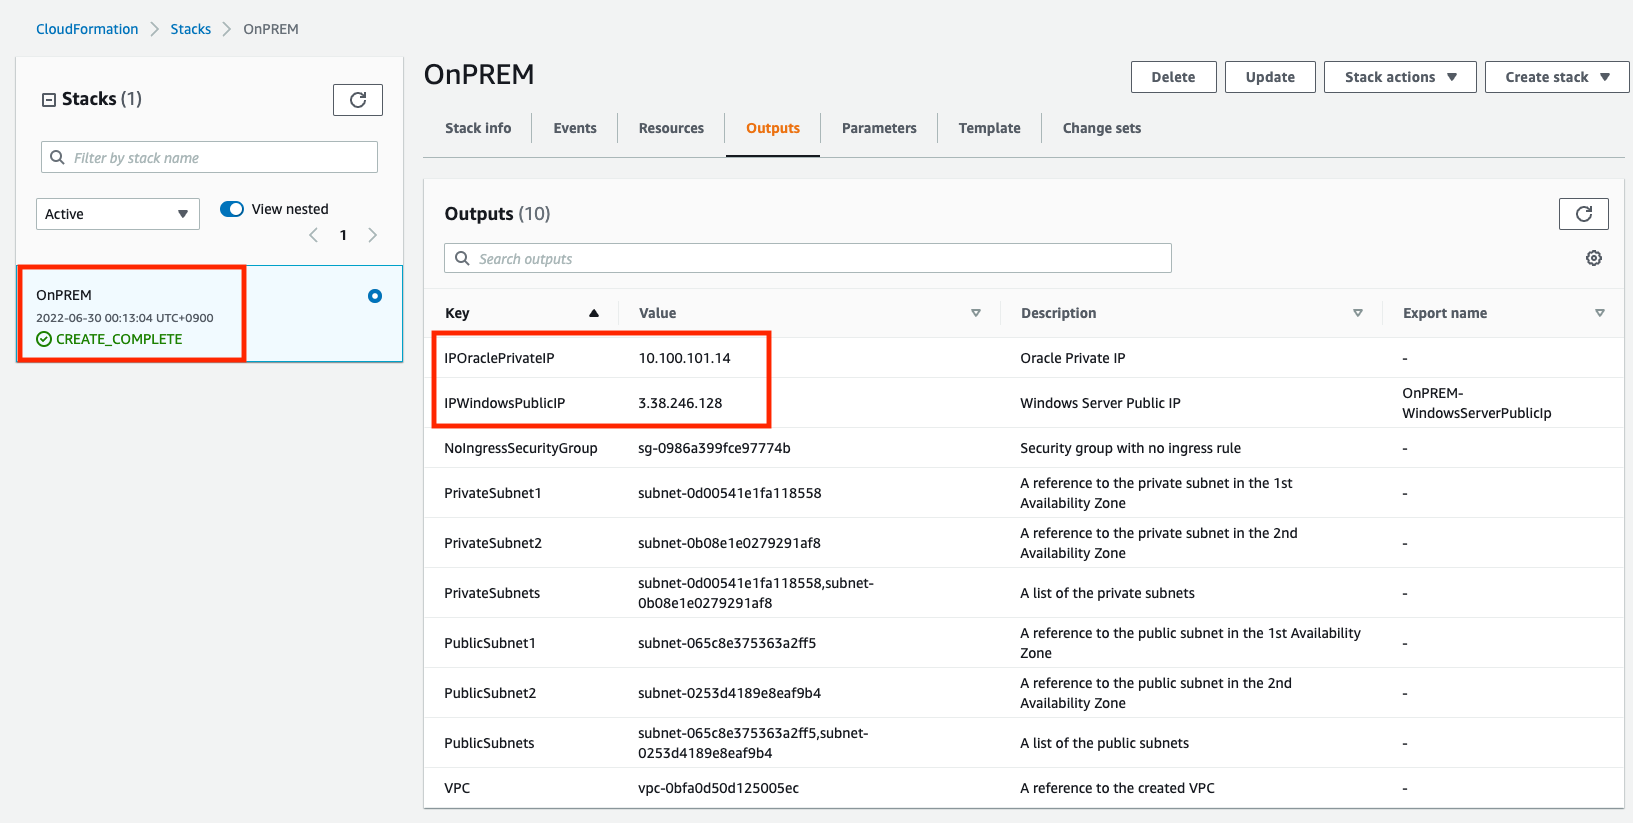 CloudFormation > Stacks > OnPREM
Stacks (1)
Filter by stack name
Active
View nested
1
OnPREM
2022-06-30 00:13:04 UTC+0900
CREATE_COMPLETE
OnPREM
Delete
Update
Stack actions
Create stack
Stack info
Events
Resources
Outputs
Parameters
Template
Change sets
Outputs (10)
Search outputs
Key Value Description Export name
IPOraclePrivateIP 10.100.101.14 Oracle Private IP -
IPWindowsPublicIP 3.38.246.128 Windows Server Public IP OnPREM-
WindowsServerPublicIp
NoIngressSecurityGroup sg-0986a399fce97774b Security group with no ingress rule -
PrivateSubnet1 subnet-0d00541e1fa118558 A reference to the private subnet in the 1st
Availability Zone -
PrivateSubnet2 subnet-0b08e1e0279291af8 A reference to the private subnet in the 2nd
Availability Zone -
PrivateSubnets subnet-0d00541e1fa118558,subnet-
0b08e1e0279291af8 A list of the private subnets -
PublicSubnet1 subnet-065c8e375363a2ff5 A reference to the public subnet in the 1st Availability
Zone -
PublicSubnet2 subnet-0253d4189e8eaf9b4 A reference to the public subnet in the 2nd
Availability Zone -
PublicSubnets subnet-065c8e375363a2ff5,subnet-
0253d4189e8eaf9b4 A list of the public subnets -
VPC vpc-0bfa0d50d125005ec A reference to the created VPC -